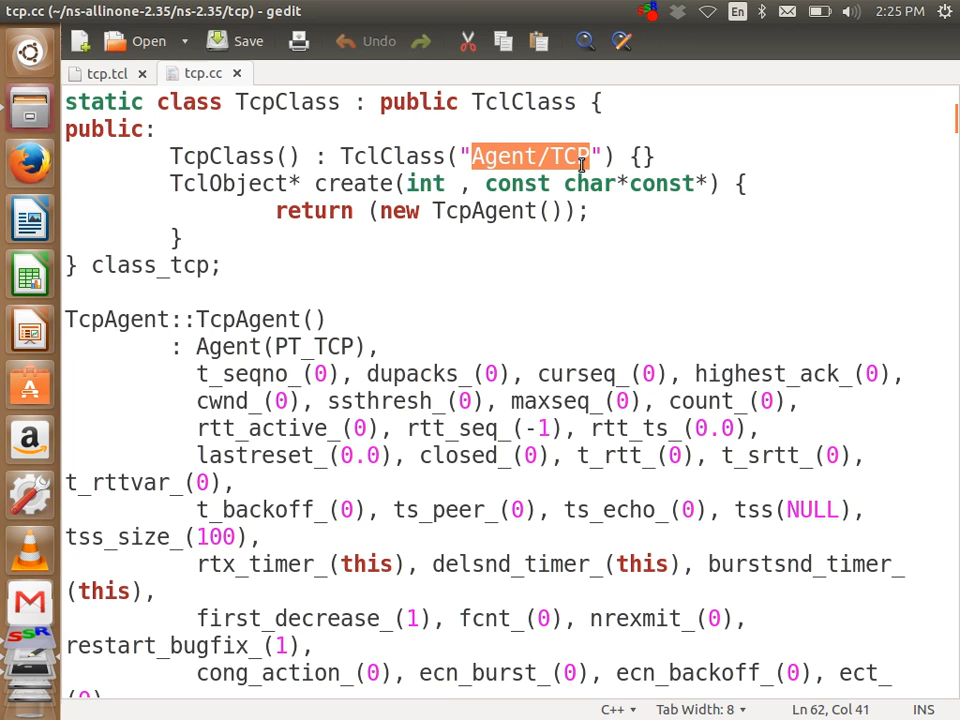 tcp.cc (~/ns-allinone-2.35/ns-2.35/tcp) - gedit
En
2:25 PM
Open
Save
Undo
tcp.tcl
tcp.cc
static class TcpClass : public TclClass {
public:
TcpClass() : TclClass("Agent/TCP") {}
TclObject* create(int , const char*const*) {
return (new TcpAgent());
}
} class_tcp;
TcpAgent::TcpAgent()
: Agent(PT_TCP),
t_seqno_(0), dupacks_(0), curseq_(0), highest_ack_(0),
cwnd_(0), ssthresh_(0), maxseq_(0), count_(0),
rtt_active_(0), rtt_seq_(-1), rtt_ts_(0.0),
lastreset_(0.0), closed_(0), t_rtt_(0), t_srtt_(0),
t_rttvar_(0),
t_backoff_(0), ts_peer_(0), ts_echo_(0), tss(NULL),
tss_size_(100),
rtx_timer_(this), delsnd_timer_(this), burstsnd_timer_
(this),
first_decrease_(1), fcnt_(0), nrexmit_(0),
restart_bugfix_(1),
cong_action_(0), ecn_burst_(0), ecn_backoff_(0), ect_
(0)
C++
Tab Width: 8
Ln 62, Col 41
INS